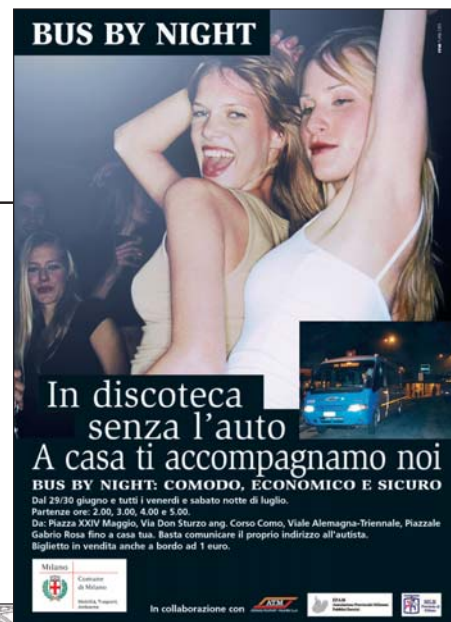 BUS BY NIGHT
In discoteca
senza l'auto
A casa ti accompagnamo noi
BUS BY NIGHT: COMODO, ECONOMICO E SICURO
Dal 29/30 giugno e tutti i venerdi e sabato notte di luglio.
Partenze ore: 2.00, 3.00, 4.00 e 5.00.
Da: Piazza XXIV Maggio, Via Don Sturzo ang. Corso Como, Viale Alemagna-Triennale, Piazzale
Gabrio Rosa fino a casa tua. Basta comunicare il proprio indirizzo all'autista.
Biglietto in vendita anche a bordo ad 1 euro.
Milano
Comune
di Milano
In collaborazione con
ATM